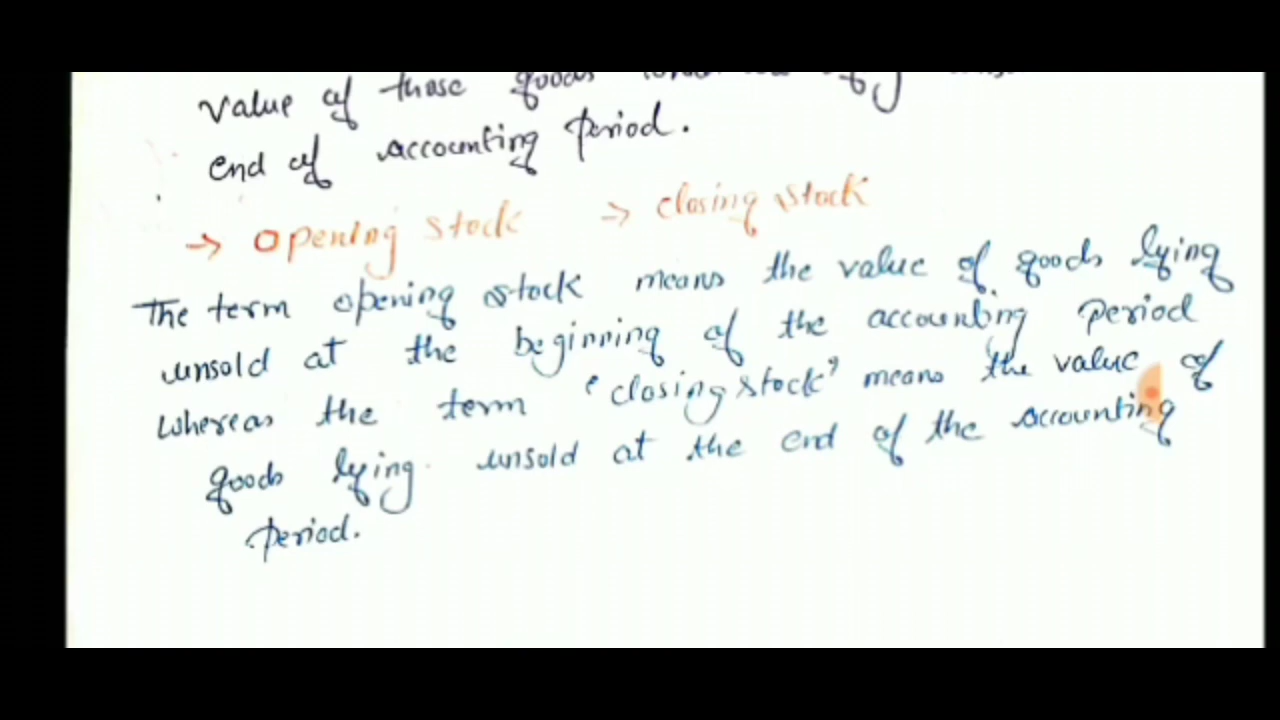 value of those goods
end of accounting period.
→ Opening stock → closing stock
The term opening stock means the value of goods lying
unsold at the beginning of the accounting period
whereas the term 'closing stock' means the value of
goods lying unsold at the end of the accounting
period.